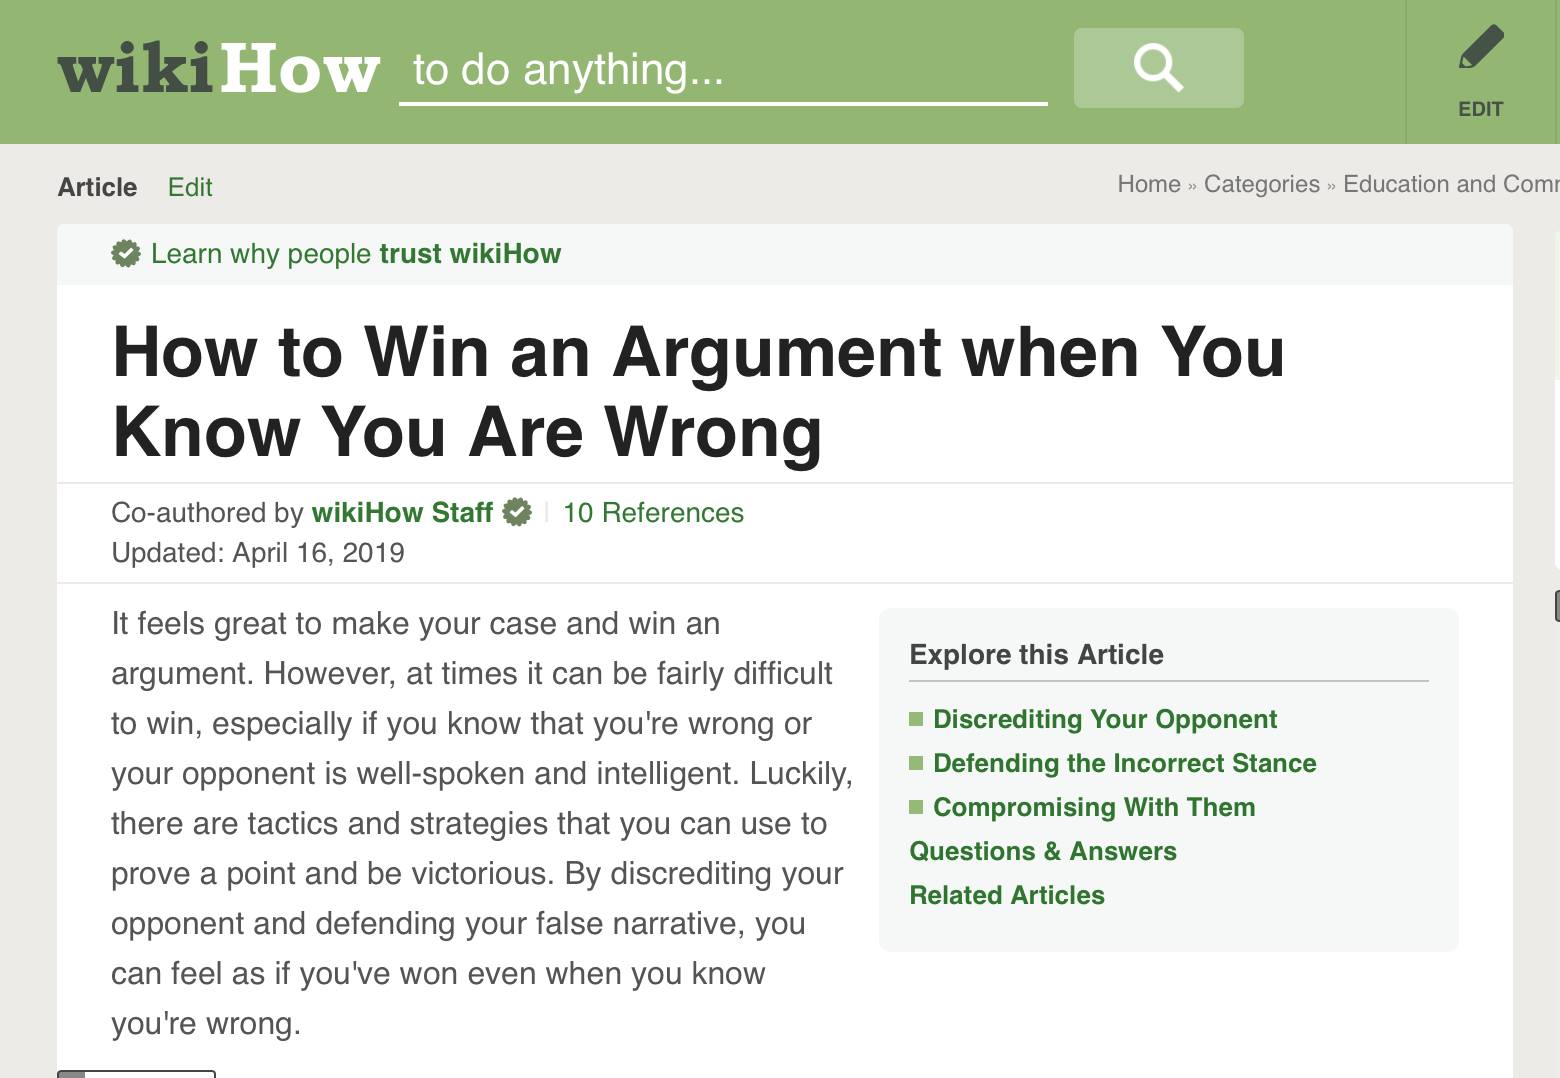 wikiHow to do anything...
EDIT
Article Edit
Home » Categories » Education and
Learn why people trust wikiHow
How to Win an Argument when You
Know You Are Wrong
Co-authored by wikiHow Staff 10 References
Updated: April 16, 2019
It feels great to make your case and win an
argument. However, at times it can be fairly difficult
to win, especially if you know that you're wrong or
your opponent is well-spoken and intelligent. Luckily,
there are tactics and strategies that you can use to
prove a point and be victorious. By discrediting your
opponent and defending your false narrative, you
can feel as if you've won even when you know
you're wrong.
Explore this Article
Discrediting Your Opponent
Defending the Incorrect Stance
Compromising With Them
Questions & Answers
Related Articles